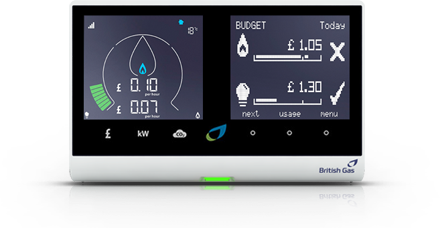 18°c
£ 0.10
per hour
£ 0.07
per hour
BUDGET Today
£ 1.05
£ 1.30
next usage menu
£ kW CO₂
British Gas